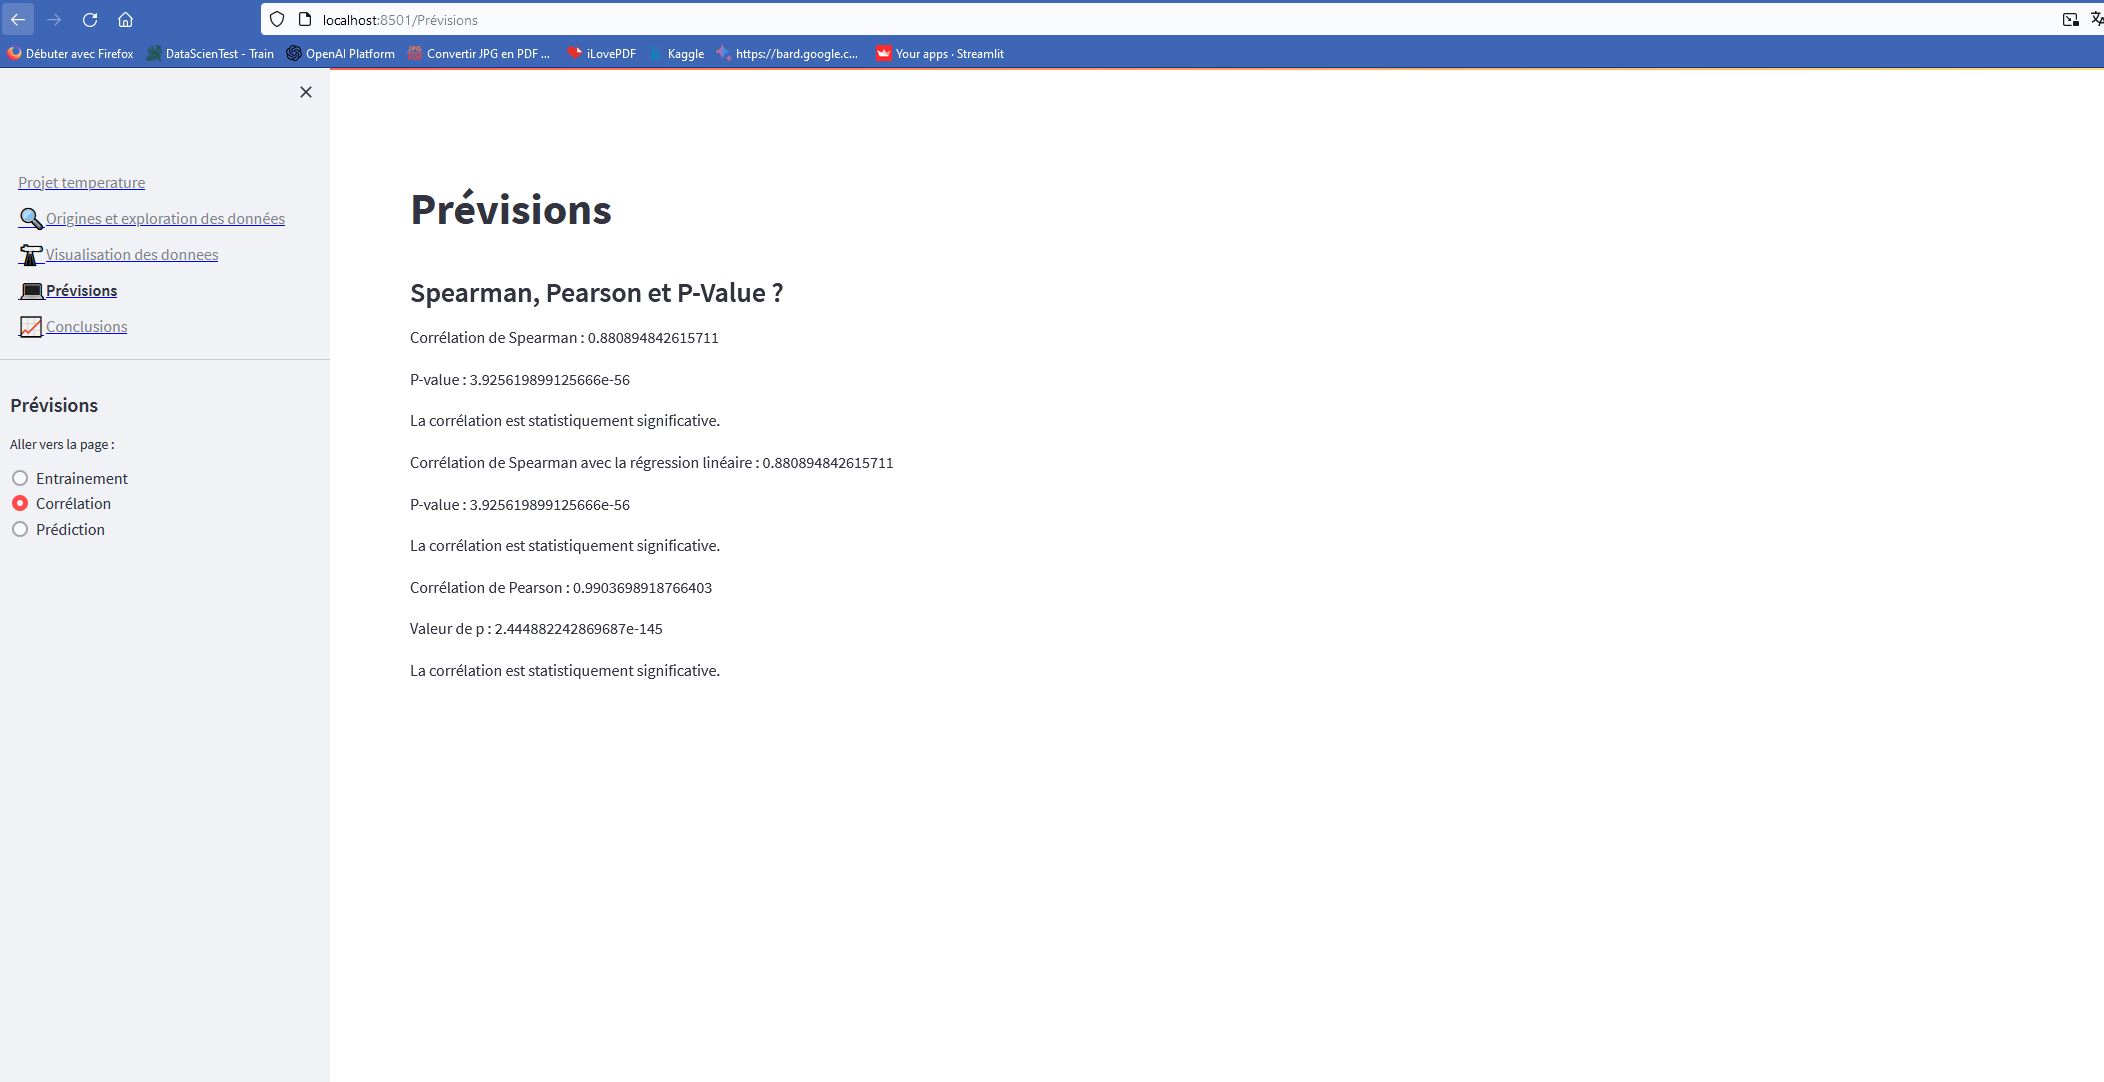 localhost:8501/Prévisions
Débuter avec Firefox DataScienTest - Train OpenAI Platform Convertir JPG en PDF ... iLovePDF Kaggle https://bard.google.c... Your apps · Streamlit
Projet temperature
Origines et exploration des données
Visualisation des donnees
Prévisions
Conclusions
Prévisions
Aller vers la page :
Entrainement
Corrélation
Prédiction
Prévisions
Spearman, Pearson et P-Value ?
Corrélation de Spearman : 0.880894842615711
P-value : 3.925619899125666e-56
La corrélation est statistiquement significative.
Corrélation de Spearman avec la régression linéaire : 0.880894842615711
P-value : 3.925619899125666e-56
La corrélation est statistiquement significative.
Corrélation de Pearson : 0.9903698918766403
Valeur de p : 2.444882242869687e-145
La corrélation est statistiquement significative.